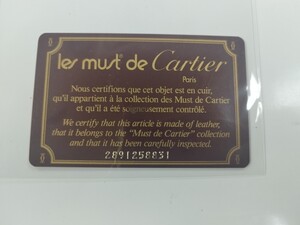 les must de Cartier
Paris
Nous certifions que cet objet est en cuir,
qu'il appartient à la collection des Must de Cartier
et qu'il a été soigneusement contrôlé.
We certify that this article is made of leather,
that it belongs to the "Must de Cartier" collection
and that it has been carefully inspected.
2891258831